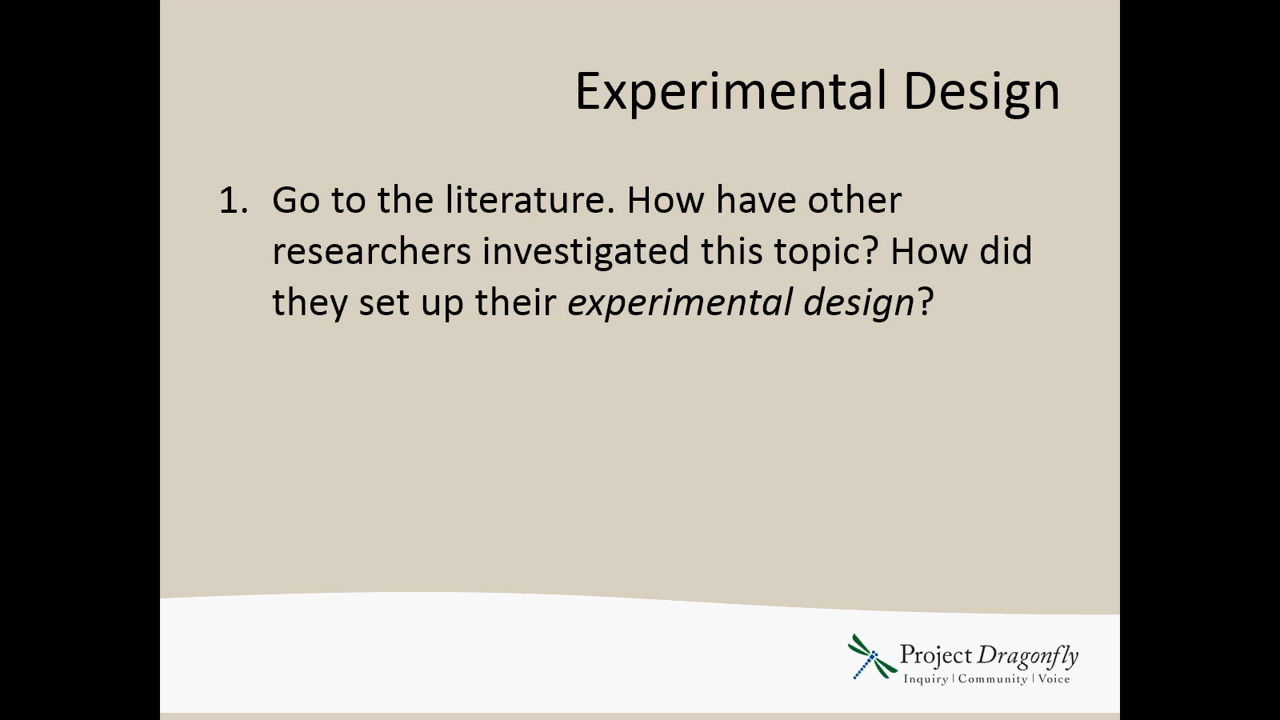 Experimental Design
1. Go to the literature. How have other
researchers investigated this topic? How did
they set up their experimental design?
Project Dragonfly
Inquiry | Community | Voice